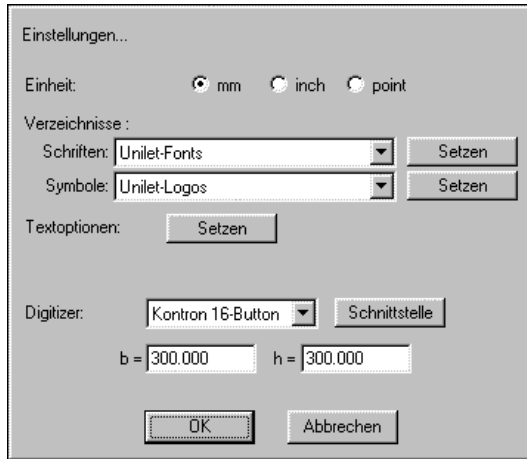 Einstellungen...
Einheit: mm inch point
Verzeichnisse :
Schriften: Unilet-Fonts Setzen
Symbole: Unilet-Logos Setzen
Textoptionen: Setzen
Digitizer: Kontron 16-Button Schnittstelle
b = 300.000 h = 300.000
OK Abbrechen